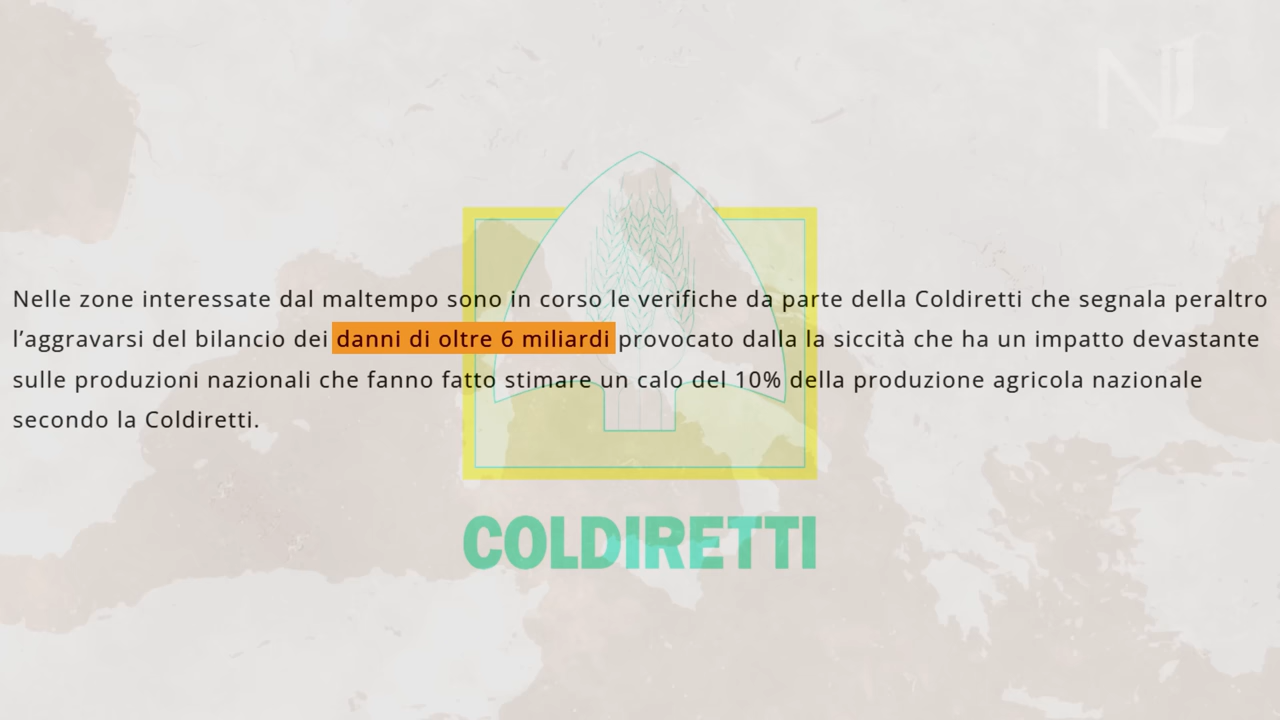 NL
Nelle zone interessate dal maltempo sono in corso le verifiche da parte della Coldiretti che segnala peraltro
l’aggravarsi del bilancio dei danni di oltre 6 miliardi provocato dalla la siccità che ha un impatto devastante
sulle produzioni nazionali che fanno fatto stimare un calo del 10% della produzione agricola nazionale
secondo la Coldiretti.
COLDIRETTI